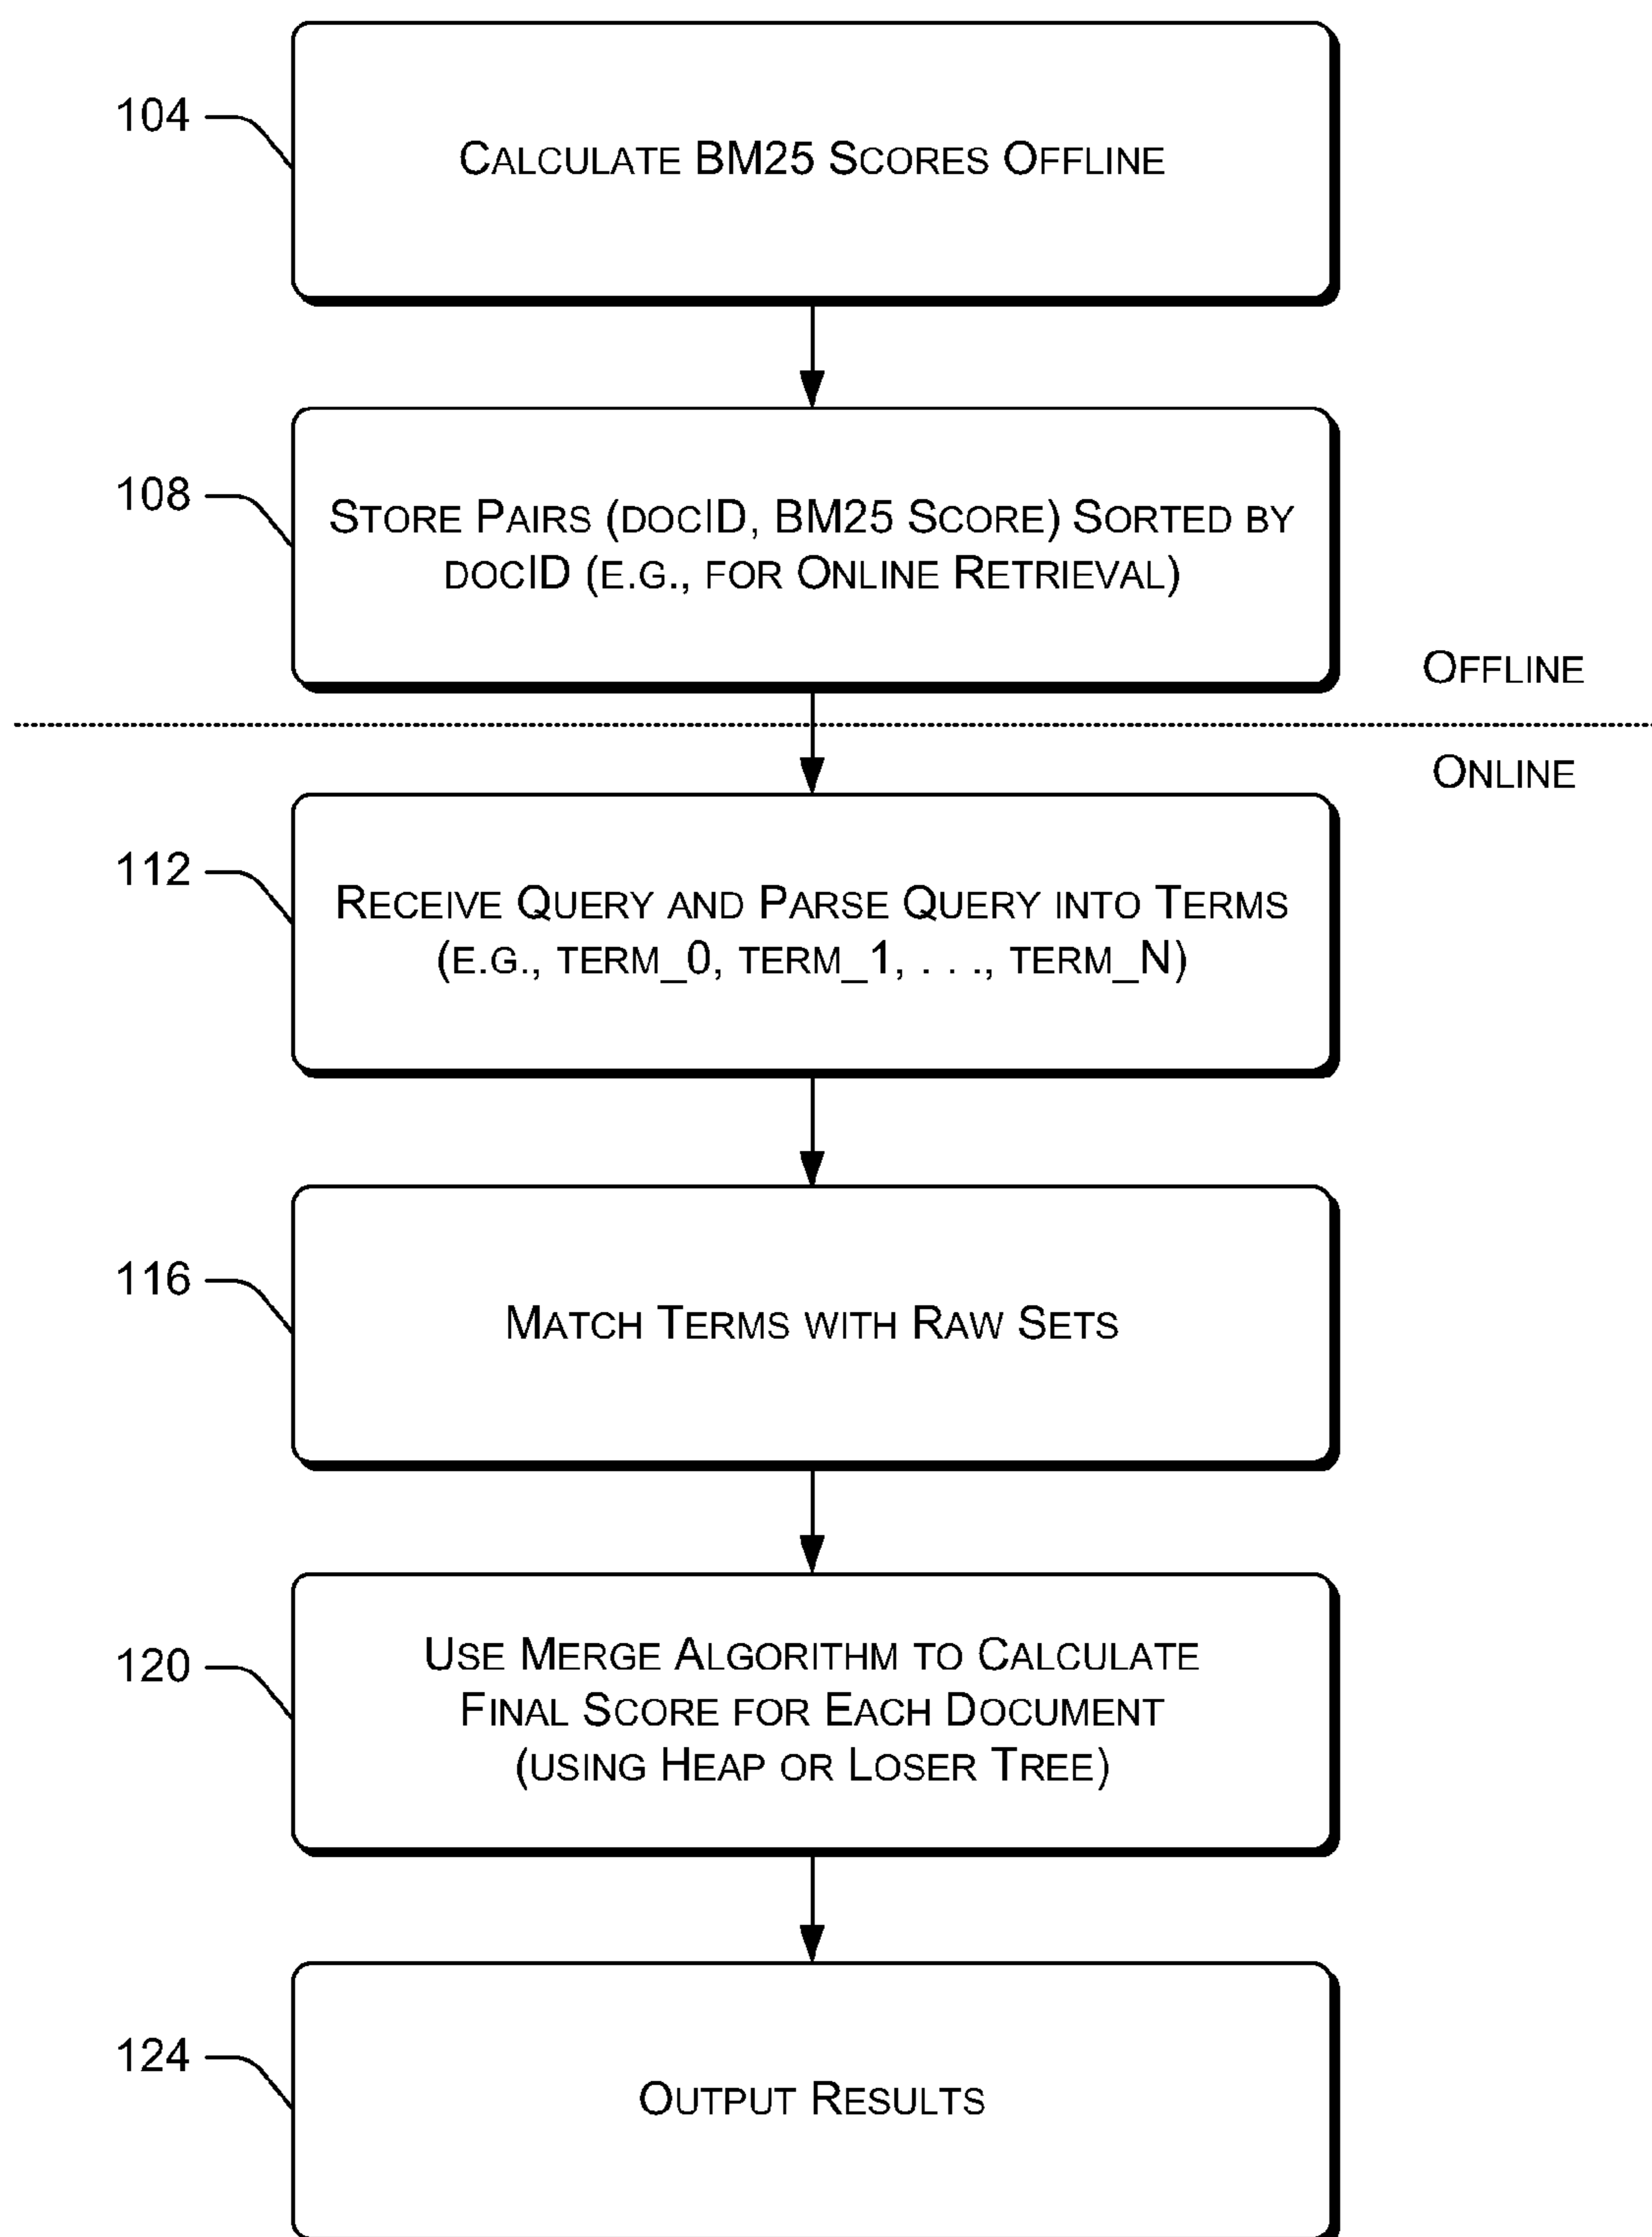 104
CALCULATE BM25 SCORES OFFLINE
108
STORE PAIRS (DOCID, BM25 SCORE) SORTED BY
DOCID (E.G., FOR ONLINE RETRIEVAL)
OFFLINE
ONLINE
112
RECEIVE QUERY AND PARSE QUERY INTO TERMS
(E.G., TERM_0, TERM_1, . . ., TERM_N)
116
MATCH TERMS WITH RAW SETS
120
USE MERGE ALGORITHM TO CALCULATE
FINAL SCORE FOR EACH DOCUMENT
(USING HEAP OR LOSER TREE)
124
OUTPUT RESULTS